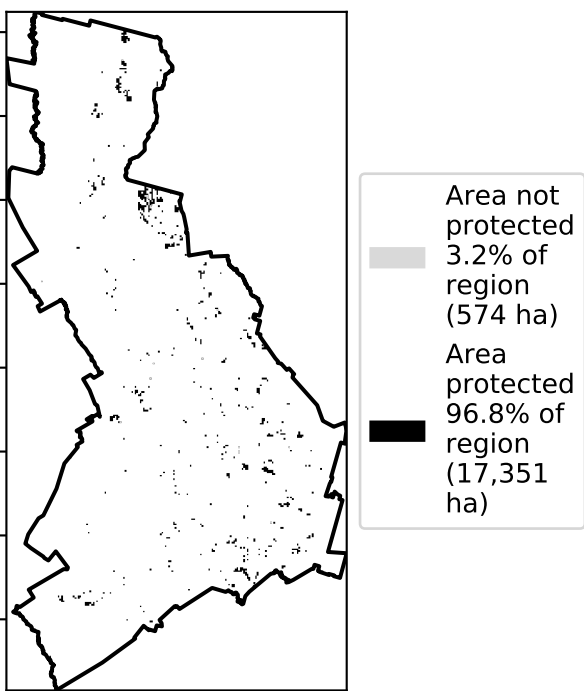 Area not
protected
3.2% of
region
(574 ha)
Area
protected
96.8% of
region
(17,351
ha)